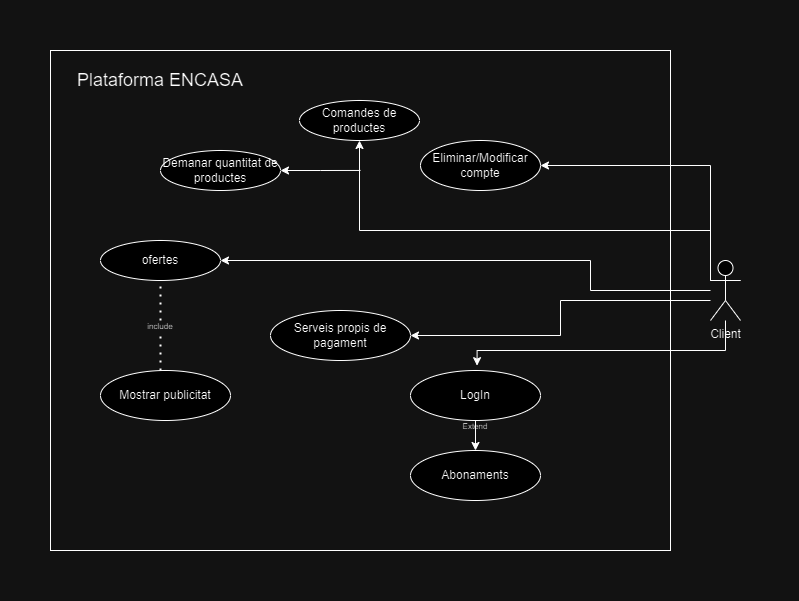 Plataforma ENCASA
Comandes de
productes
Demanar quantitat de
productes
Eliminar/Modificar
compte
ofertes
include
Serveis propis de
pagament
Client
Mostrar publicitat
LogIn
Extend
Abonaments